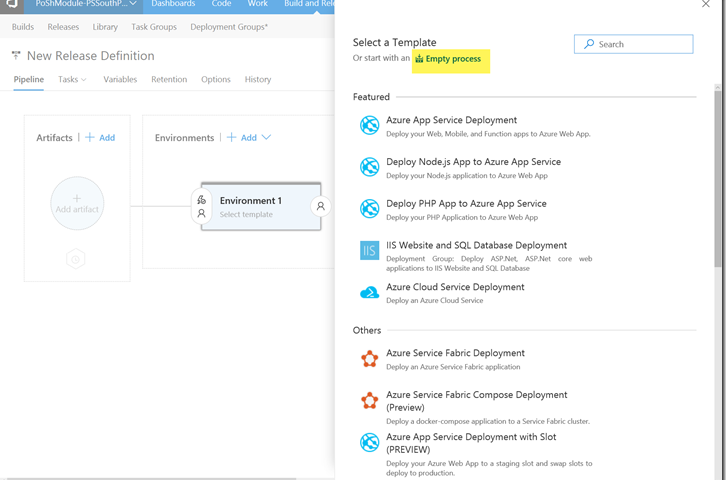 PoShModule-PSSouthP...
Dashboards
Code
Work
Build and Rele
Builds
Releases
Library
Task Groups
Deployment Groups*
New Release Definition
Pipeline
Tasks
Variables
Retention
Options
History
Artifacts
Add
Environments
Add
Add artifact
Environment 1
Select template
Select a Template
Or start with an Empty process
Search
Featured
Azure App Service Deployment
Deploy your Web, Mobile, and Function apps to Azure Web App.
Deploy Node.js App to Azure App Service
Deploy your Node.js application to Azure Web App
Deploy PHP App to Azure App Service
Deploy your PHP Application to Azure Web App
IIS
IIS Website and SQL Database Deployment
Deployment Group: Deploy ASP.Net, ASP.Net core web
applications to IIS Website and SQL Database
Azure Cloud Service Deployment
Deploy an Azure Cloud Service
Others
Azure Service Fabric Deployment
Deploy an Azure Service Fabric application
Azure Service Fabric Compose Deployment
(Preview)
Deploy a docker-compose application to a Service Fabric cluster.
Azure App Service Deployment with Slot
(PREVIEW)
Deploy your Azure Web App to a staging slot and swap slots to
deploy to production.